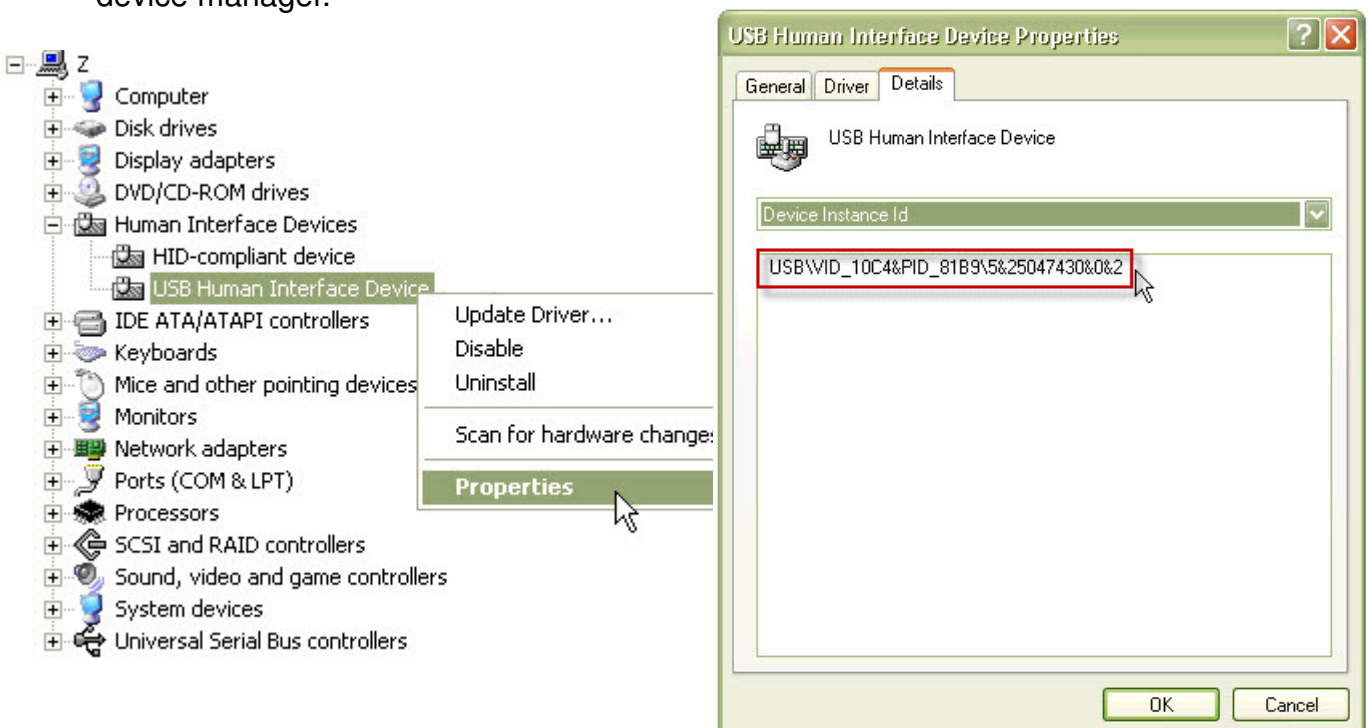 device manager.
Z
Computer
Disk drives
Display adapters
DVD/CD-ROM drives
Human Interface Devices
HID-compliant device
USB Human Interface Device
IDE ATA/ATAPI controllers
Keyboards
Mice and other pointing devices
Monitors
Network adapters
Ports (COM & LPT)
Processors
SCSI and RAID controllers
Sound, video and game controllers
System devices
Universal Serial Bus controllers
Update Driver...
Disable
Uninstall
Scan for hardware changes
Properties
USB Human Interface Device Properties
General Driver Details
USB Human Interface Device
Device Instance Id
USB\VID_10C4&PID_81B9\5&25047430&0&2
OK Cancel